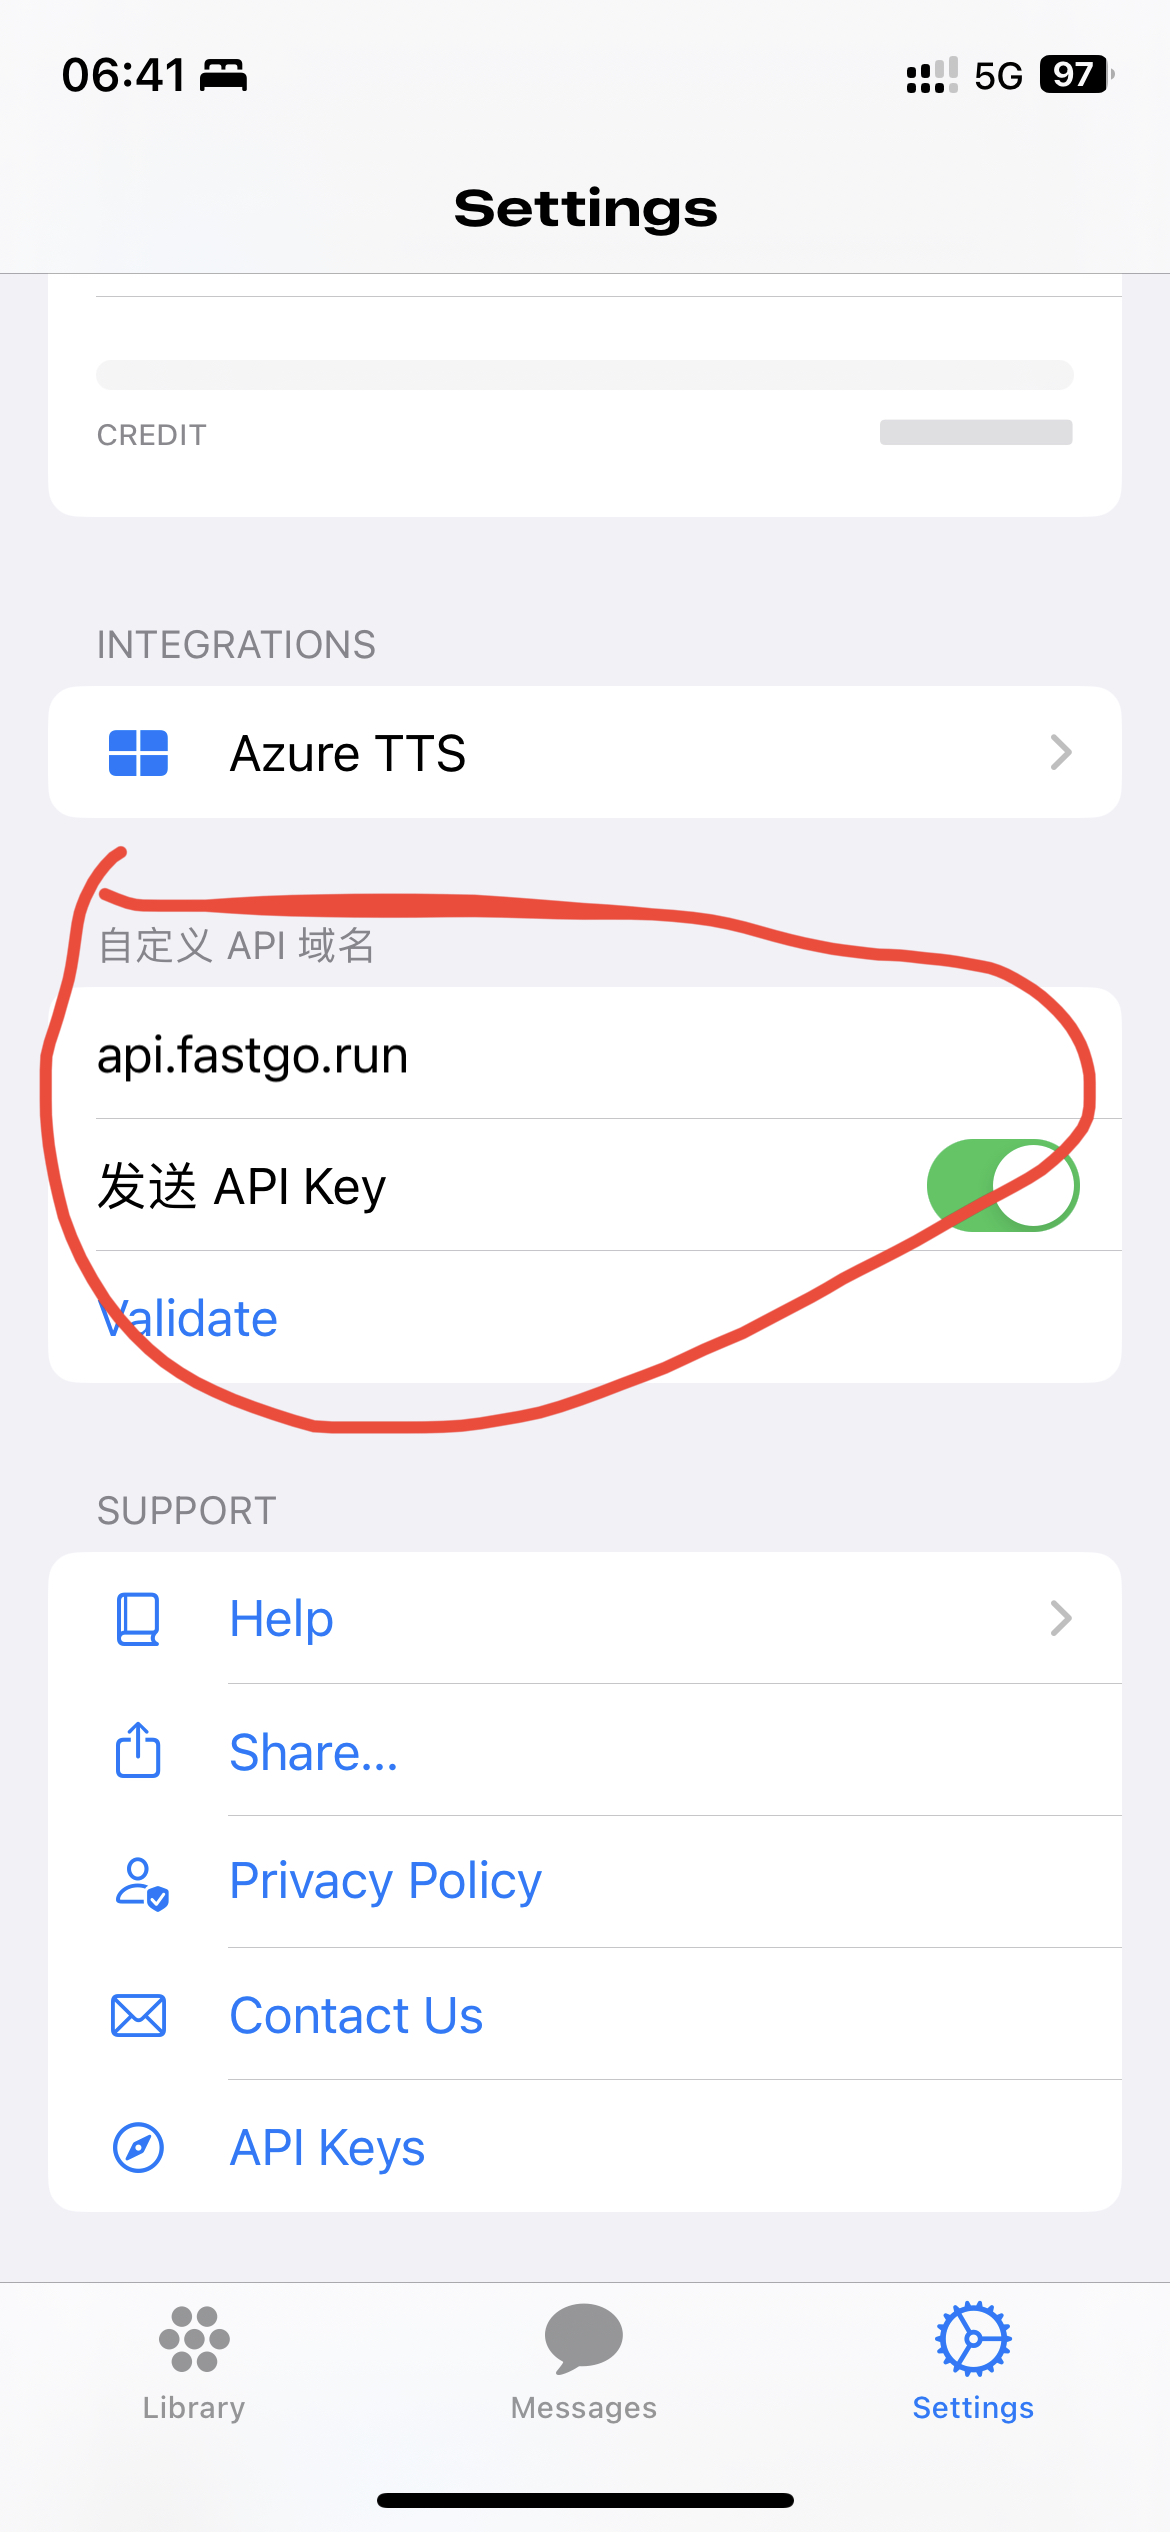 06:41
5G
97
Settings
CREDIT
INTEGRATIONS
Azure TTS
自定义 API 域名
api.fastgo.run
发送 API Key
Validate
SUPPORT
Help
Share...
Privacy Policy
Contact Us
API Keys
Library
Messages
Settings